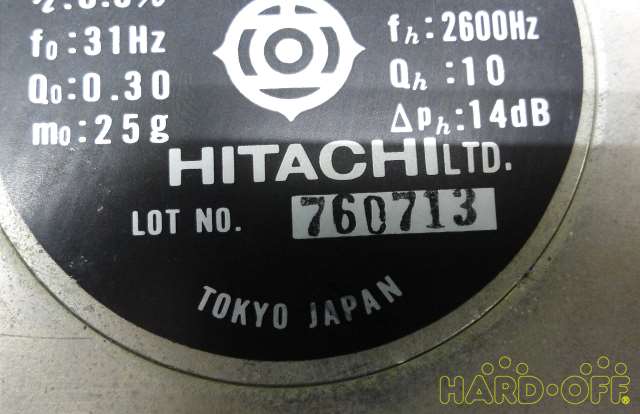 f₀:31Hz
Q₀:0.30
m₀:25g
fₕ:2600Hz
Qₕ:10
Δpₕ:14dB
HITACHI LTD.
LOT NO. 760713
TOKYO JAPAN
HARD-OFF®